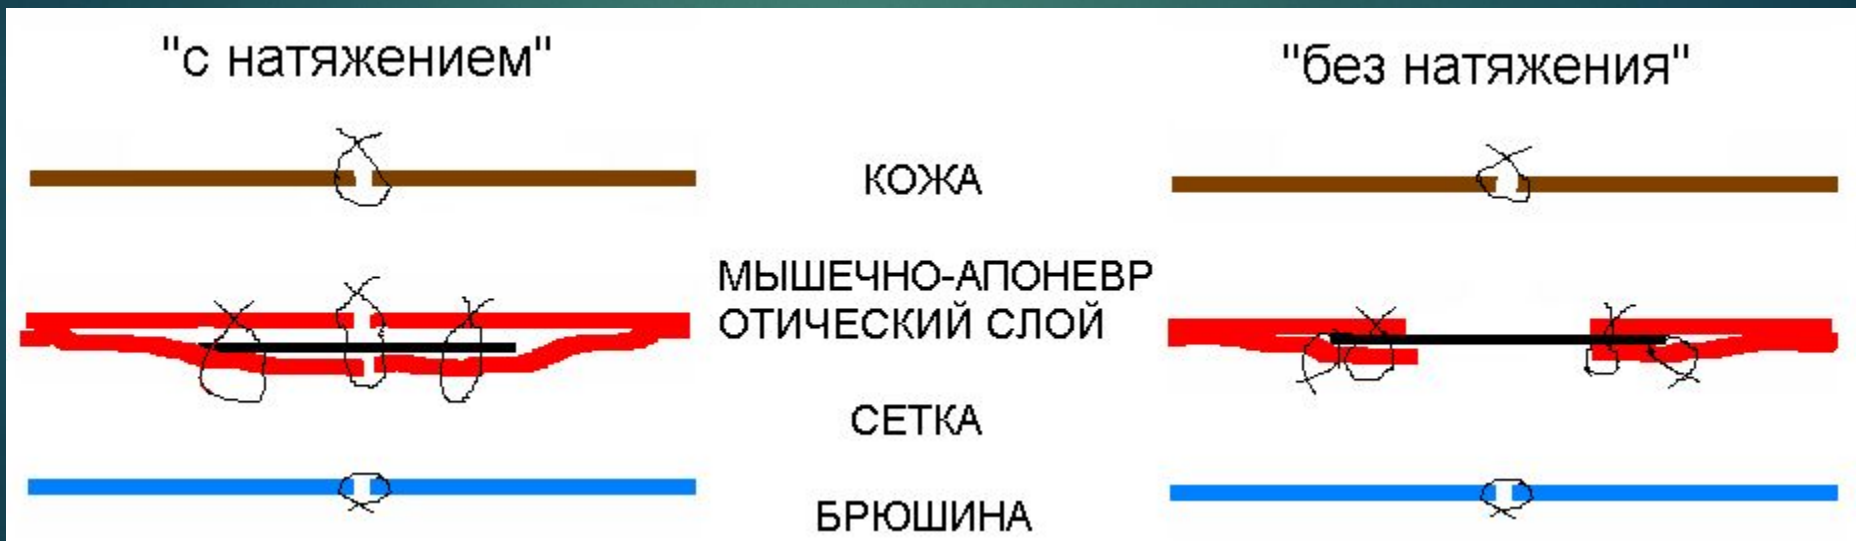 "с натяжением"
"без натяжения"
КОЖА
МЫШЕЧНО-АПОНЕВР
ОТИЧЕСКИЙ СЛОЙ
СЕТКА
БРЮШИНА